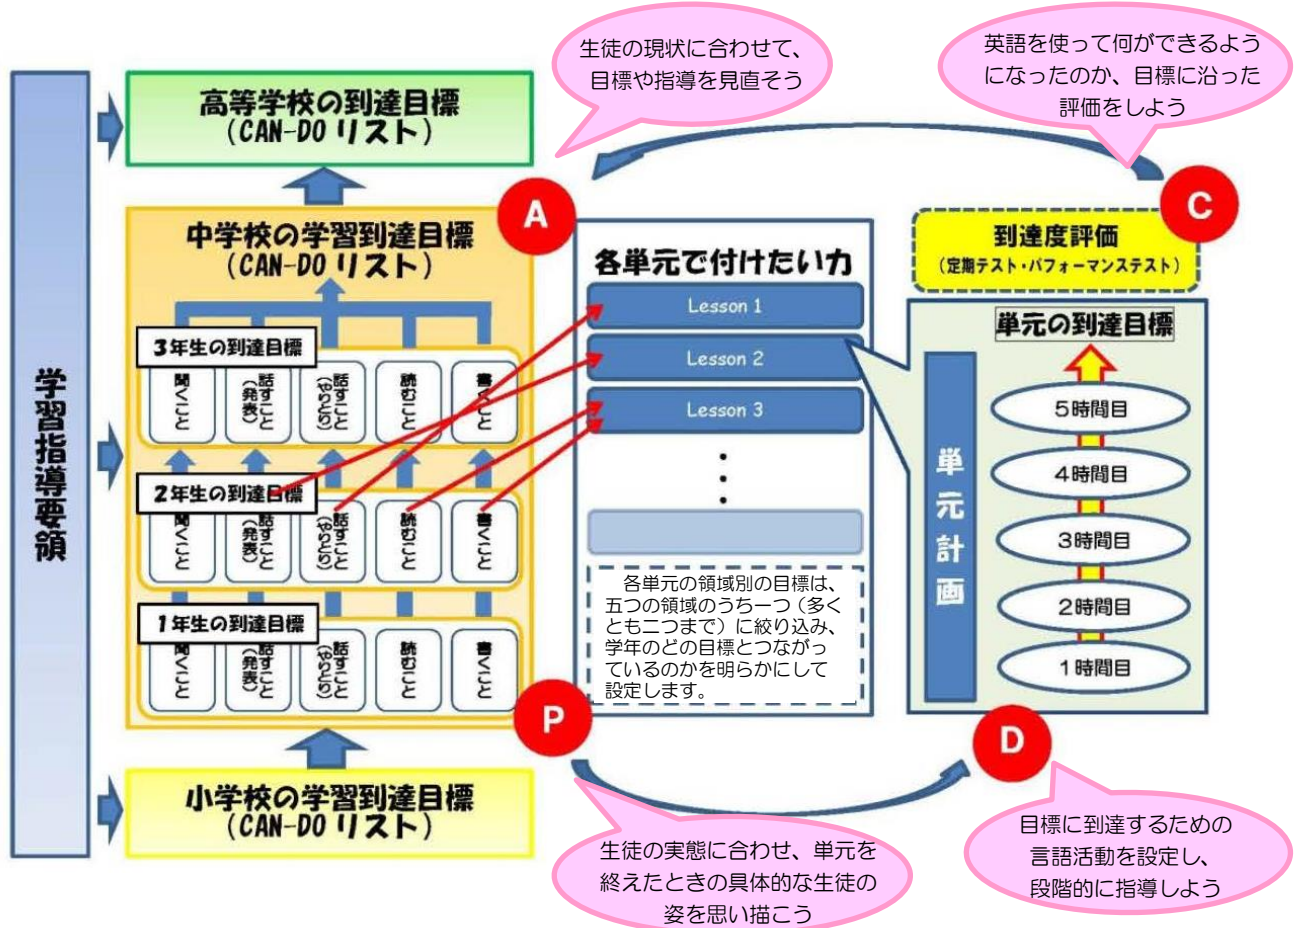 生徒の現状に合わせて、
目標や指導を見直そう
英語を使って何ができるよう
になったのか、目標に沿った
評価をしよう
学習指導要領
高等学校の到達目標
(CAN-DO リスト)
A
C
中学校の学習到達目標
(CAN-DO リスト)
3年生の到達目標
聞くこと
話すこと
(発表)
話すこと
(やりとり)
読むこと
書くこと
2年生の到達目標
聞くこと
話すこと
(発表)
話すこと
(やりとり)
読むこと
書くこと
1年生の到達目標
聞くこと
話すこと
(発表)
話すこと
(やりとり)
読むこと
書くこと
P
小学校の学習到達目標
(CAN-DO リスト)
各単元で付けたい力
Lesson 1
Lesson 2
Lesson 3
・
・
・
各単元の領域別の目標は、
五つの領域のうち一つ（多く
とも二つまで）に絞り込み、
学年のどの目標とつながっ
ているのかを明らかにして
設定します。
到達度評価
(定期テスト・パフォーマンステスト)
単元の到達目標
単元計画
5時間目
4時間目
3時間目
2時間目
1時間目
D
生徒の実態に合わせ、単元を
終えたときの具体的な生徒の
姿を思い描こう
目標に到達するための
言語活動を設定し、
段階的に指導しよう